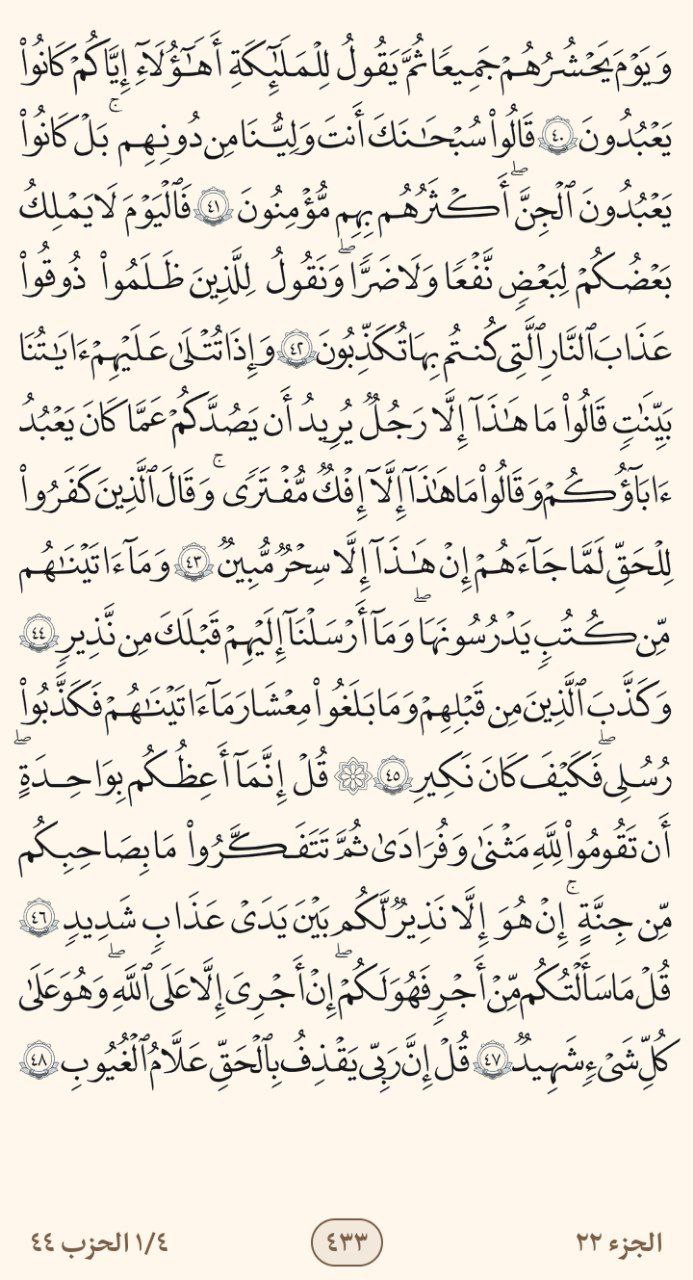 وَيَوْمَ يَحْشُرُهُمْ جَمِيعًا ثُمَّ يَقُولُ لِلْمَلَٰٓئِكَةِ أَهَٰٓؤُلَآءِ إِيَّاكُمْ كَانُوا۟
يَعْبُدُونَ ٤٠ قَالُوا۟ سُبْحَٰنَكَ أَنتَ وَلِيُّنَا مِن دُونِهِم ۖ بَلْ كَانُوا۟
يَعْبُدُونَ ٱلْجِنَّ ۖ أَكْثَرُهُم بِهِم مُّؤْمِنُونَ ٤١ فَٱلْيَوْمَ لَا يَمْلِكُ
بَعْضُكُمْ لِبَعْضٍ نَّفْعًا وَلَا ضَرًّا ۖ وَنَقُولُ لِلَّذِينَ ظَلَمُوا۟ ذُوقُوا۟
عَذَابَ ٱلنَّارِ ٱلَّتِى كُنتُم بِهَا تُكَذِّبُونَ ٤٢ وَإِذَا تُتْلَىٰ عَلَيْهِمْ ءَايَٰتُنَا
بَيِّنَٰتٍ قَالُوا۟ مَا هَٰذَآ إِلَّا رَجُلٌ يُرِيدُ أَن يَصُدَّكُمْ عَمَّا كَانَ يَعْبُدُ
ءَابَآؤُكُمْ وَقَالُوا۟ مَا هَٰذَآ إِلَّآ إِفْكٌ مُّفْتَرًى ۚ وَقَالَ ٱلَّذِينَ كَفَرُوا۟
لِلْحَقِّ لَمَّا جَآءَهُمْ إِنْ هَٰذَآ إِلَّا سِحْرٌ مُّبِينٌ ٤٣ وَمَآ ءَاتَيْنَٰهُم
مِّن كُتُبٍ يَدْرُسُونَهَا ۖ وَمَآ أَرْسَلْنَآ إِلَيْهِمْ قَبْلَكَ مِن نَّذِيرٍ ٤٤
وَكَذَّبَ ٱلَّذِينَ مِن قَبْلِهِمْ وَمَا بَلَغُوا۟ مِعْشَارَ مَآ ءَاتَيْنَٰهُمْ فَكَذَّبُوا۟
رُسُلِى ۖ فَكَيْفَ كَانَ نَكِيرِ ٤٥ ۞ قُلْ إِنَّمَآ أَعِظُكُم بِوَٰحِدَةٍ ۖ
أَن تَقُومُوا۟ لِلَّهِ مَثْنَىٰ وَفُرَٰدَىٰ ثُمَّ تَتَفَكَّرُوا۟ مَا بِصَاحِبِكُم
مِّن جِنَّةٍ ۚ إِنْ هُوَ إِلَّا نَذِيرٌ لَّكُم بَيْنَ يَدَىْ عَذَابٍ شَدِيدٍ ٤٦
قُلْ مَا سَأَلْتُكُم مِّنْ أَجْرٍ فَهُوَ لَكُمْ ۖ إِنْ أَجْرِىَ إِلَّا عَلَى ٱللَّهِ ۖ وَهُوَ عَلَىٰ
كُلِّ شَىْءٍ شَهِيدٌ ٤٧ قُلْ إِنَّ رَبِّى يَقْذِفُ بِٱلْحَقِّ عَلَّٰمُ ٱلْغُيُوبِ ٤٨
الجزء ٢٢ ٤٣٣ ١/٤ الحزب ٤٤